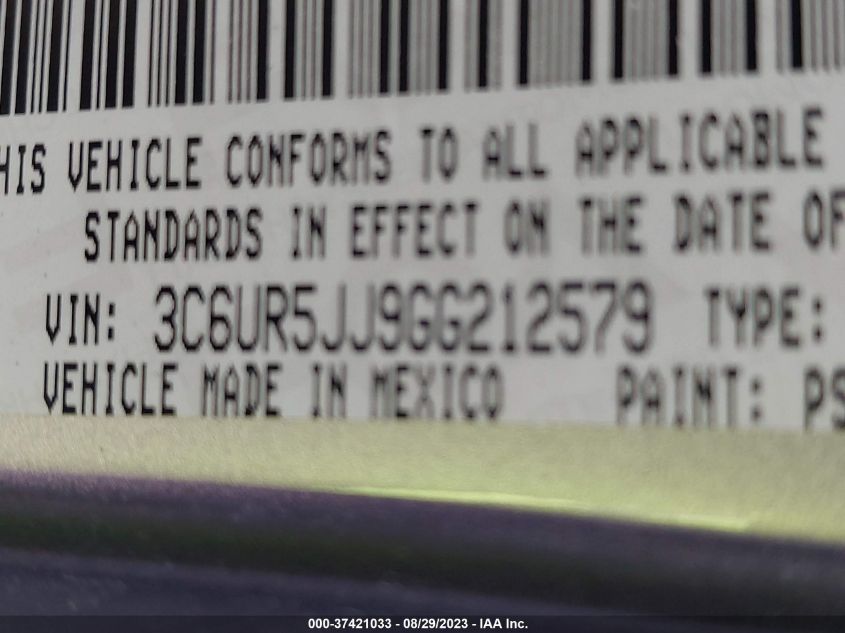 HIS VEHICLE CONFORMS TO ALL APPLICABLE
STANDARDS IN EFFECT ON THE DATE OF
VIN: 3C6UR5JJ9GG212579 TYPE:
VEHICLE MADE IN MEXICO PAINT: PS
000-37421033 - 08/29/2023 - IAA Inc.